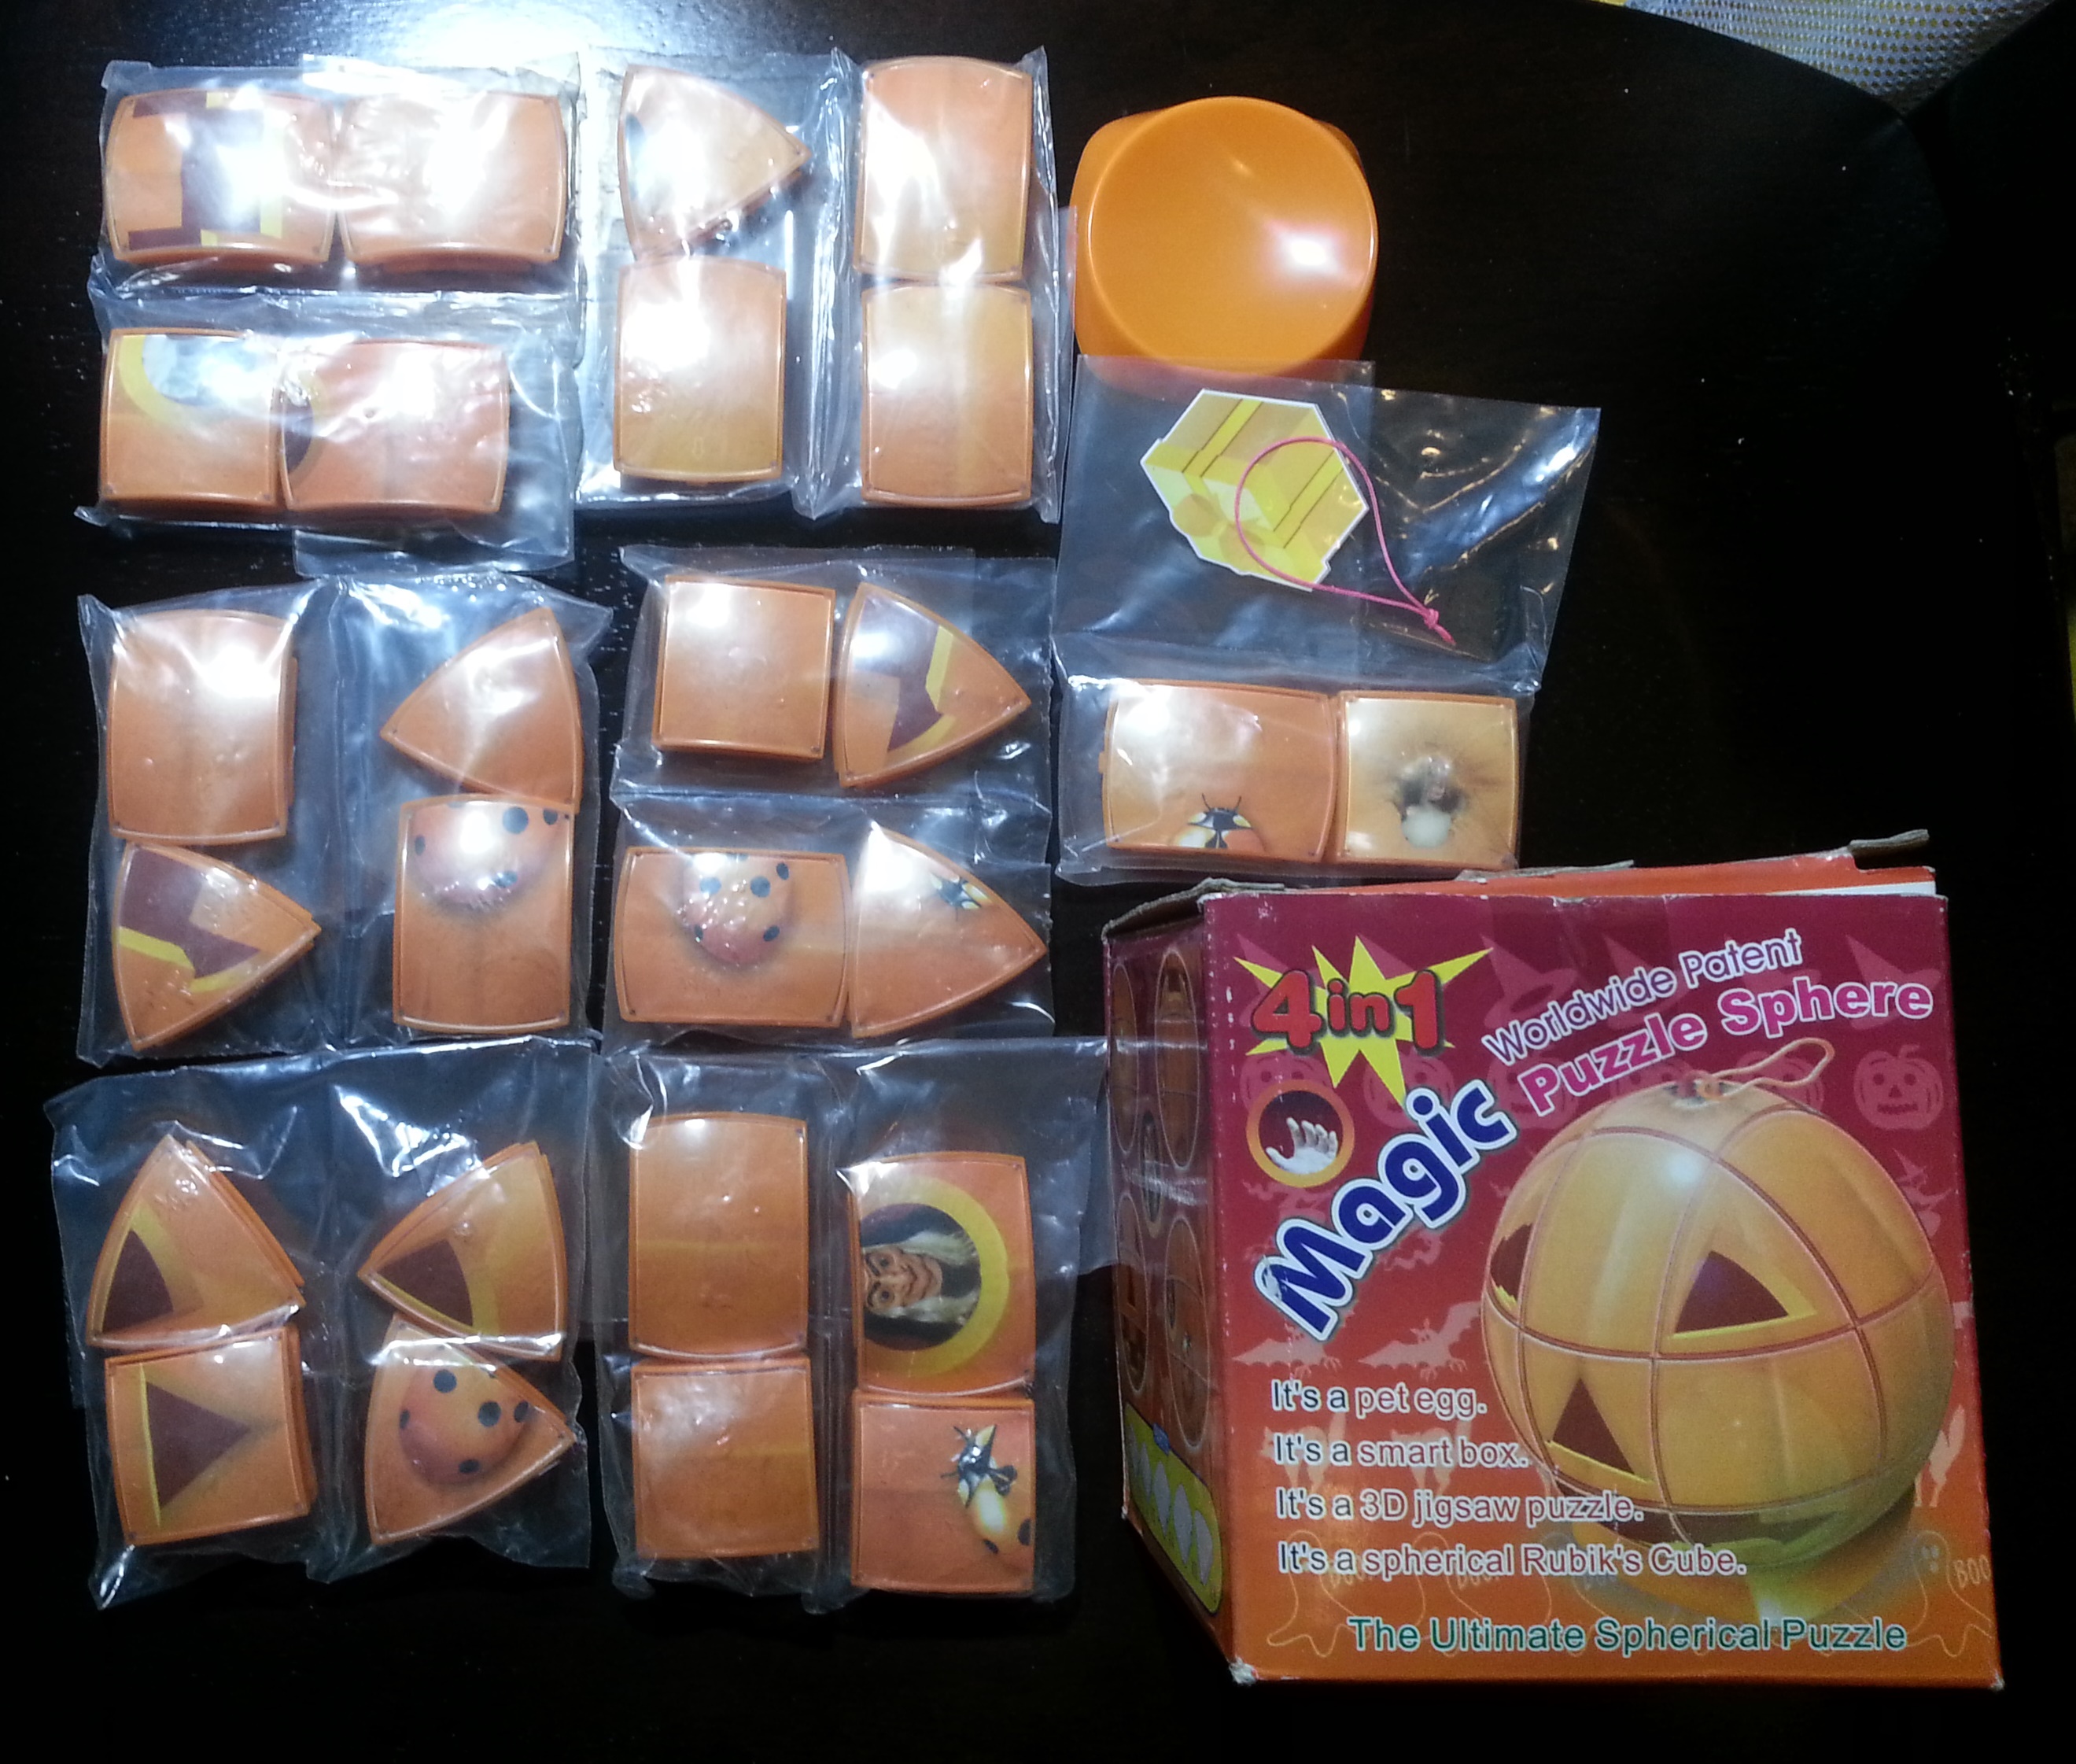 4 in 1
Worldwide Patent
Magic
Puzzle Sphere
It's a pet egg.
It's a smart box.
It's a 3D jigsaw puzzle.
It's a spherical Rubik's Cube.
BOO
The Ultimate Spherical Puzzle